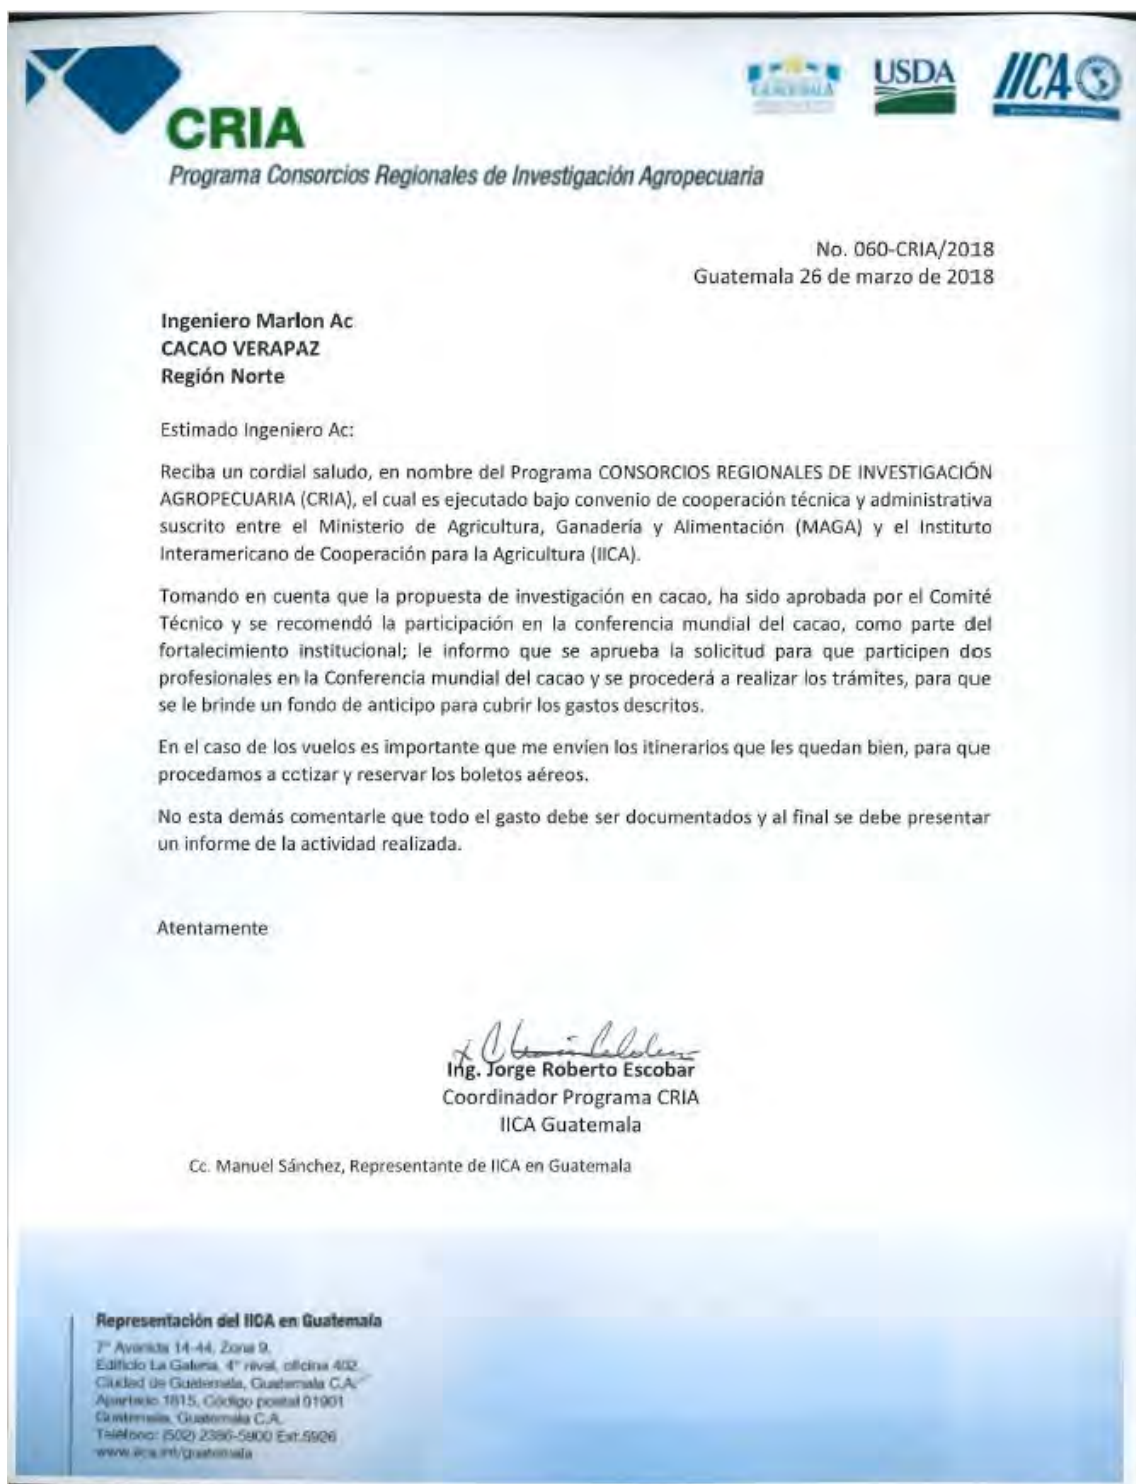 CRIA
Programa Consorcios Regionales de Investigación Agropecuaria
GUATEMALA
USDA
IICA
No. 060-CRIA/2018
Guatemala 26 de marzo de 2018
Ingeniero Marlon Ac
CACAO VERAPAZ
Región Norte
Estimado Ingeniero Ac:
Reciba un cordial saludo, en nombre del Programa CONSORCIOS REGIONALES DE INVESTIGACIÓN
AGROPECUARIA (CRIA), el cual es ejecutado bajo convenio de cooperación técnica y administrativa
suscrito entre el Ministerio de Agricultura, Ganadería y Alimentación (MAGA) y el Instituto
Interamericano de Cooperación para la Agricultura (IICA).
Tomando en cuenta que la propuesta de investigación en cacao, ha sido aprobada por el Comité
Técnico y se recomendó la participación en la conferencia mundial del cacao, como parte del
fortalecimiento institucional; le informo que se aprueba la solicitud para que participen dos
profesionales en la Conferencia mundial del cacao y se procederá a realizar los trámites, para que
se le brinde un fondo de anticipo para cubrir los gastos descritos.
En el caso de los vuelos es importante que me envíen los itinerarios que les quedan bien, para que
procedamos a cotizar y reservar los boletos aéreos.
No esta demás comentarle que todo el gasto debe ser documentados y al final se debe presentar
un informe de la actividad realizada.
Atentamente
Ing. Jorge Roberto Escobar
Coordinador Programa CRIA
IICA Guatemala
Cc. Manuel Sánchez, Representante de IICA en Guatemala
Representación del IICA en Guatemala
7ª Avenida 14-44, Zona 9,
Edificio La Galería, 4º nivel, oficina 402
Ciudad de Guatemala, Guatemala C.A.
Apartado 1815, Código postal 01901
Guatemala, Guatemala C.A.
Teléfono: (502) 2386-5900 Ext.5926
www.iica.int/guatemala